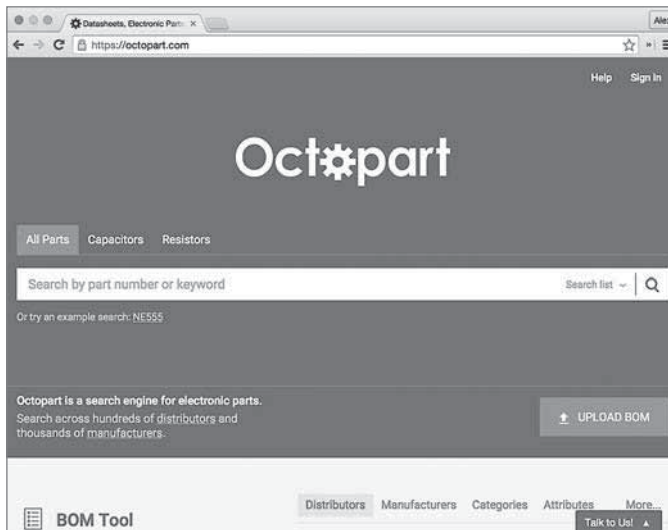 Datasheets, Electronic Part ×
Alex
https://octopart.com
Help Sign In
Octopart
All Parts Capacitors Resistors
Search by part number or keyword Search list
Or try an example search: NE555
Octopart is a search engine for electronic parts.
Search across hundreds of distributors and
thousands of manufacturers.
UPLOAD BOM
BOM Tool
Distributors Manufacturers Categories Attributes More...
Talk to Us!